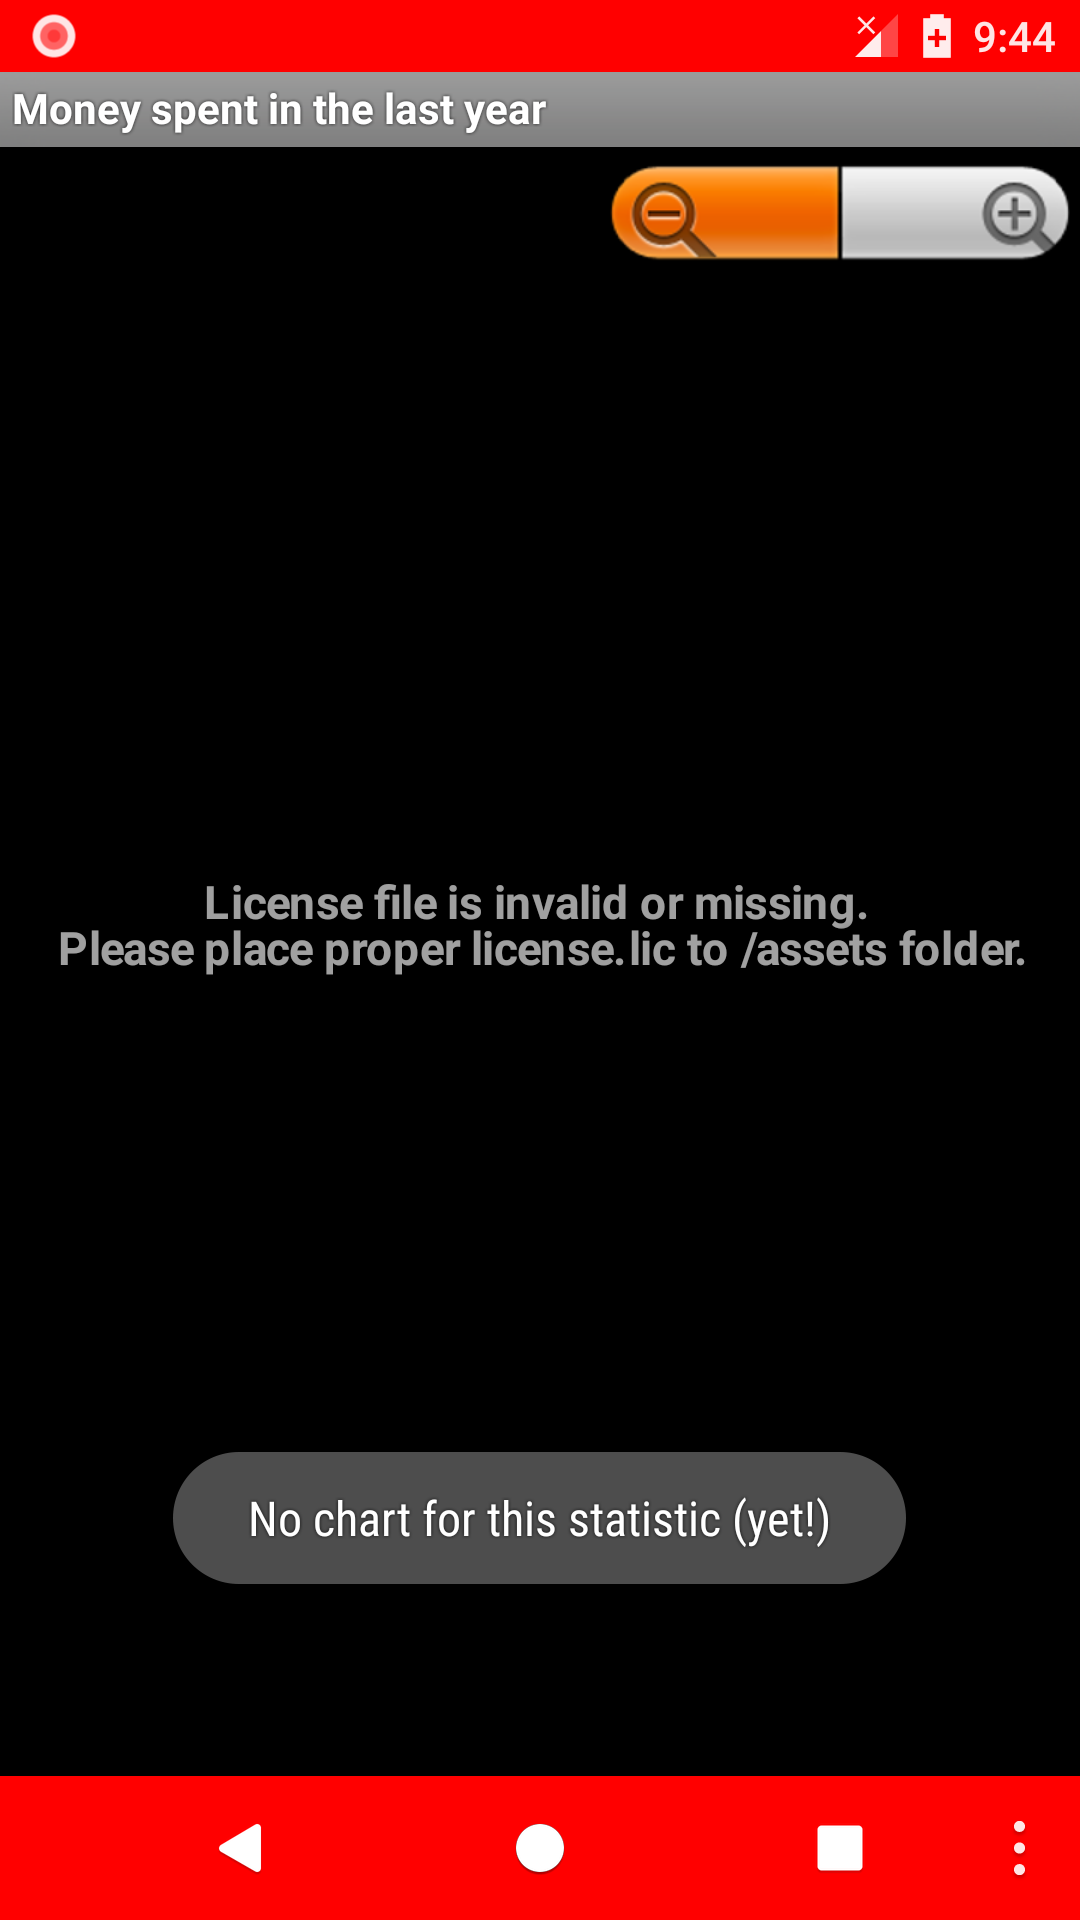 9:44
Money spent in the last year
License file is invalid or missing.
Please place proper license.lic to /assets folder.
No chart for this statistic (yet!)